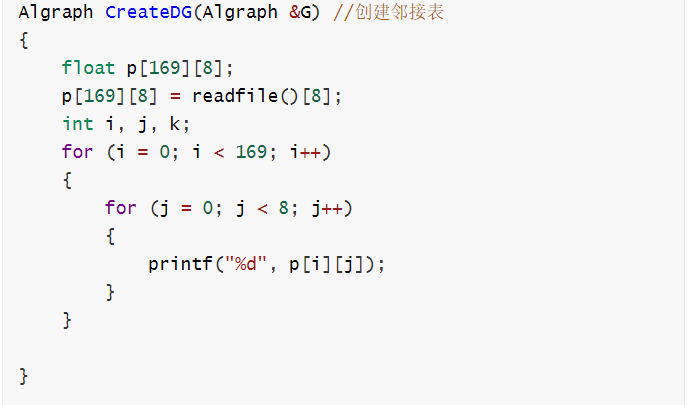 Algraph CreateDG(Algraph &G) //创建邻接表
{
    float p[169][8];
    p[169][8] = readfile()[8];
    int i, j, k;
    for (i = 0; i < 169; i++)
    {
        for (j = 0; j < 8; j++)
        {
            printf("%d", p[i][j]);
        }
    }

}